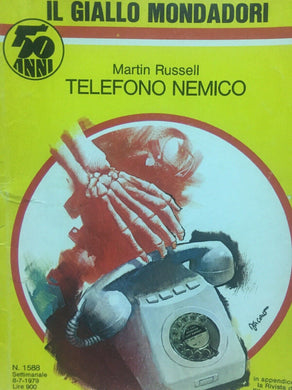 IL GIALLO MONDADORI
50
ANNI
Martin Russell
TELEFONO NEMICO
N. 1588
Settimanale
8-7-1979
Lire 900
in appendice
la Rivista d